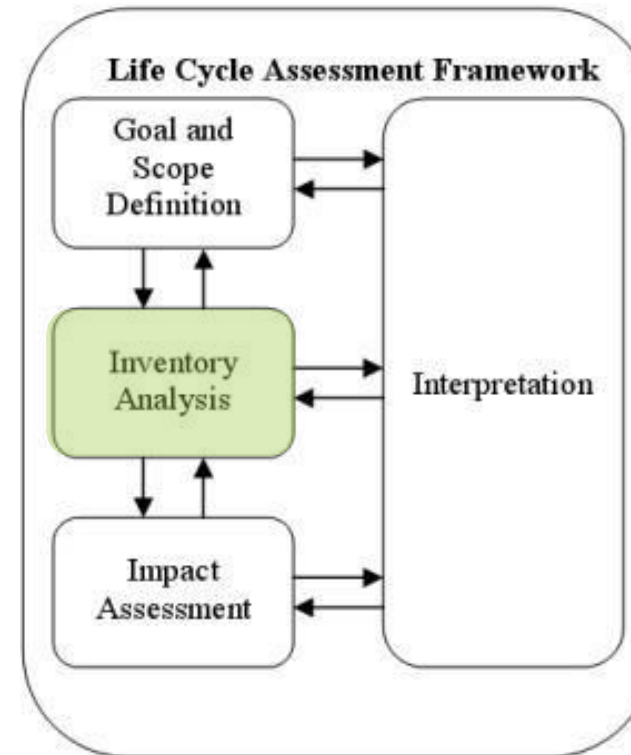 Life Cycle Assessment Framework
Goal and
Scope
Definition
Inventory
Analysis
Interpretation
Impact
Assessment